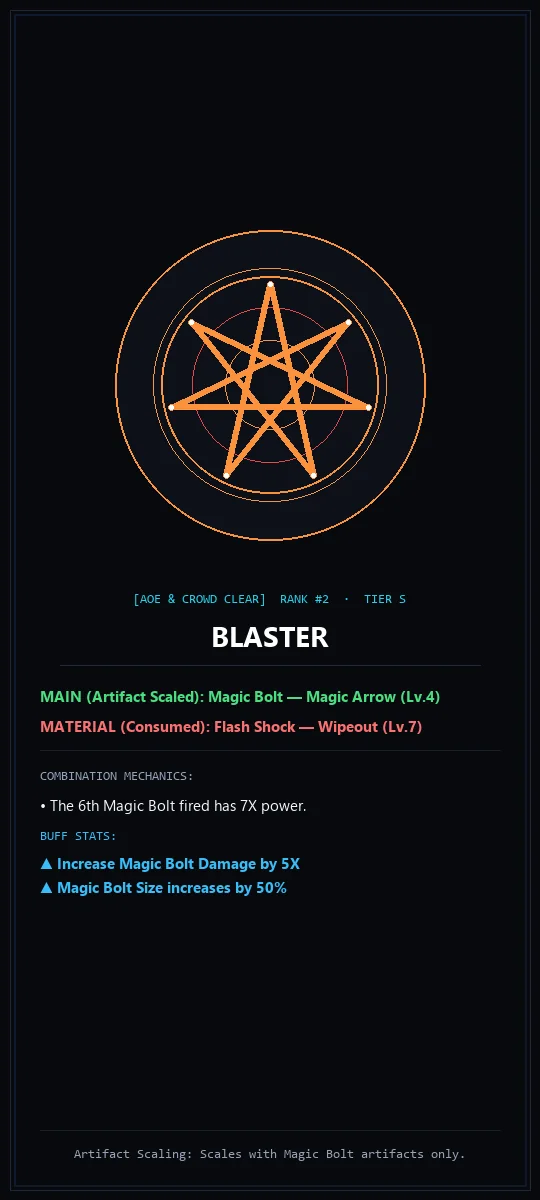 [AOE & CROWD CLEAR] RANK #2 · TIER S
BLASTER
MAIN (Artifact Scaled): Magic Bolt — Magic Arrow (Lv.4)
MATERIAL (Consumed): Flash Shock — Wipeout (Lv.7)
COMBINATION MECHANICS:
• The 6th Magic Bolt fired has 7X power.
BUFF STATS:
▲ Increase Magic Bolt Damage by 5X
▲ Magic Bolt Size increases by 50%
Artifact Scaling: Scales with Magic Bolt artifacts only.